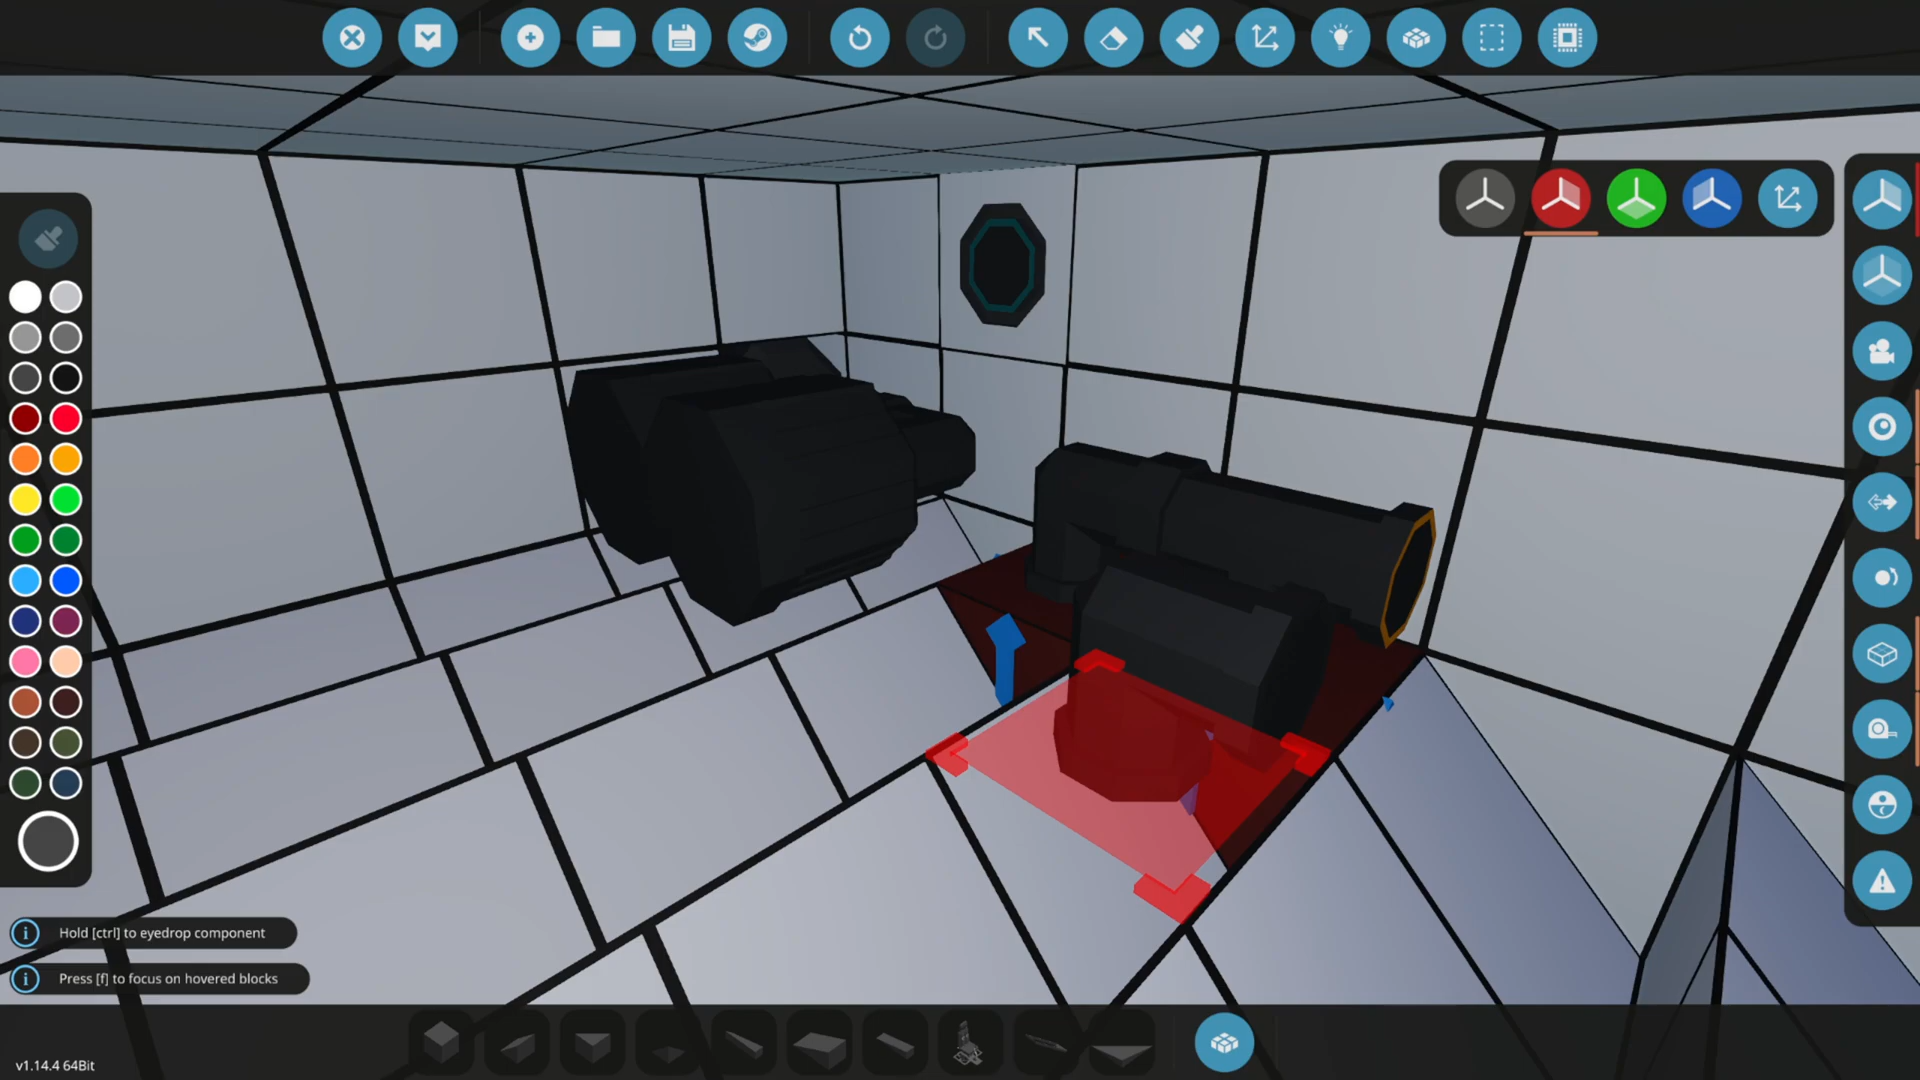 Hold [ctrl] to eyedrop component
Press [f] to focus on hovered blocks
v1.14.4 64Bit